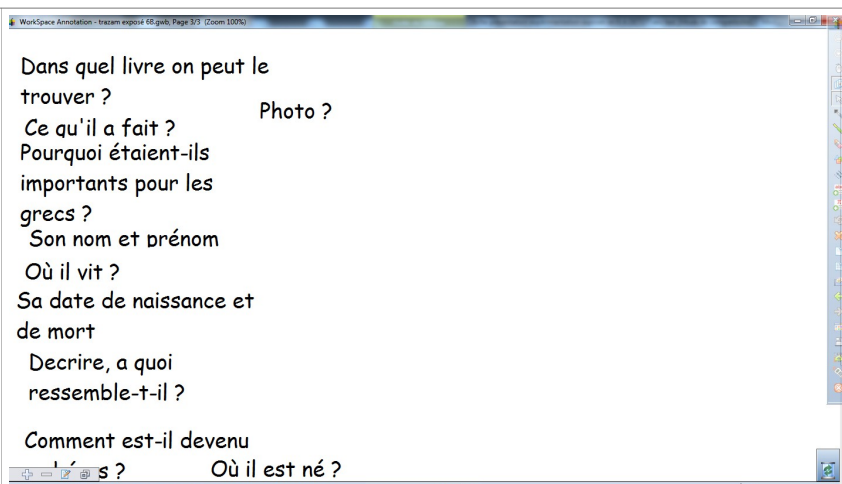 WorkSpace Annotation - trazam exposé 6B.gwb, Page 3/3 (Zoom 100%)
Dans quel livre on peut le
trouver ?
Photo ?
Ce qu'il a fait ?
Pourquoi étaient-ils
importants pour les
grecs ?
Son nom et prénom
Où il vit ?
Sa date de naissance et
de mort
Decrire, a quoi
ressemble-t-il ?
Comment est-il devenu
s ?
Où il est né ?